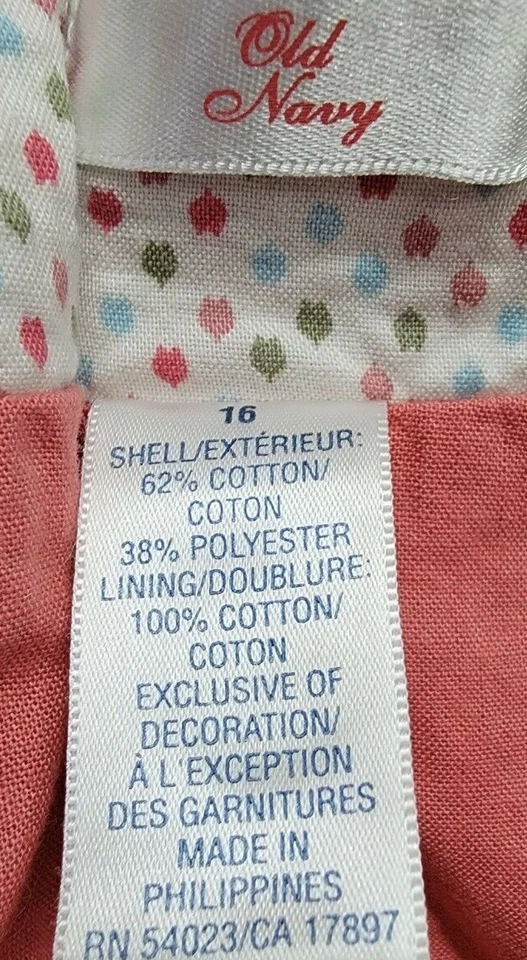 Old
Navy
16
SHELL/EXTÉRIEUR:
62% COTTON/
COTON
38% POLYESTER
LINING/DOUBLURE:
100% COTTON/
COTON
EXCLUSIVE OF
DECORATION/
À L'EXCEPTION
DES GARNITURES
MADE IN
PHILIPPINES
RN 54023/CA 17897